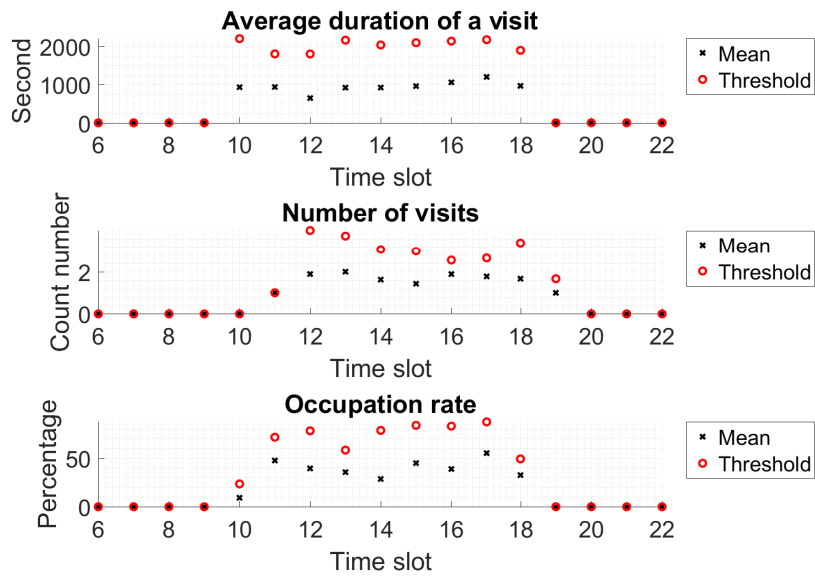 Average duration of a visit
Second
2000
1000
0
6 8 10 12 14 16 18 20 22
Time slot
Mean
Threshold
Number of visits
Count number
2
0
6 8 10 12 14 16 18 20 22
Time slot
Mean
Threshold
Occupation rate
Percentage
50
0
6 8 10 12 14 16 18 20 22
Time slot
Mean
Threshold